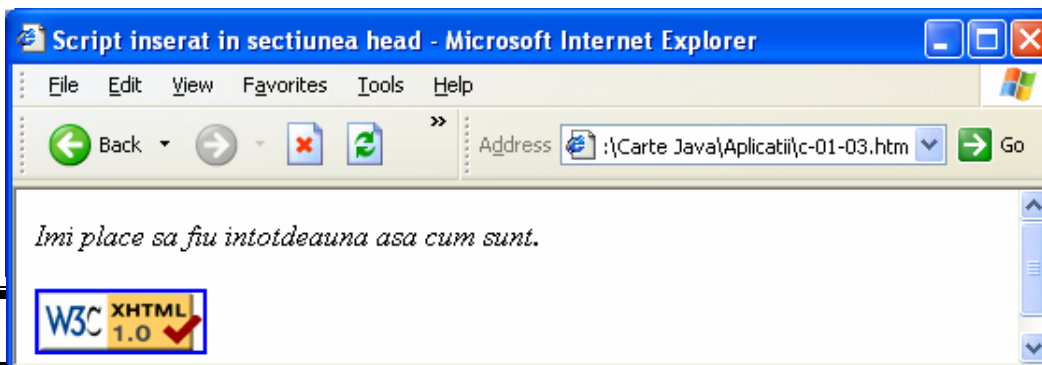 Script inserat in sectiunea head - Microsoft Internet Explorer
File Edit View Favorites Tools Help
Back » Address :\Carte Java\Aplicatii\c-01-03.htm Go
Imi place sa fiu intotdeauna asa cum sunt.
W3C XHTML
1.0